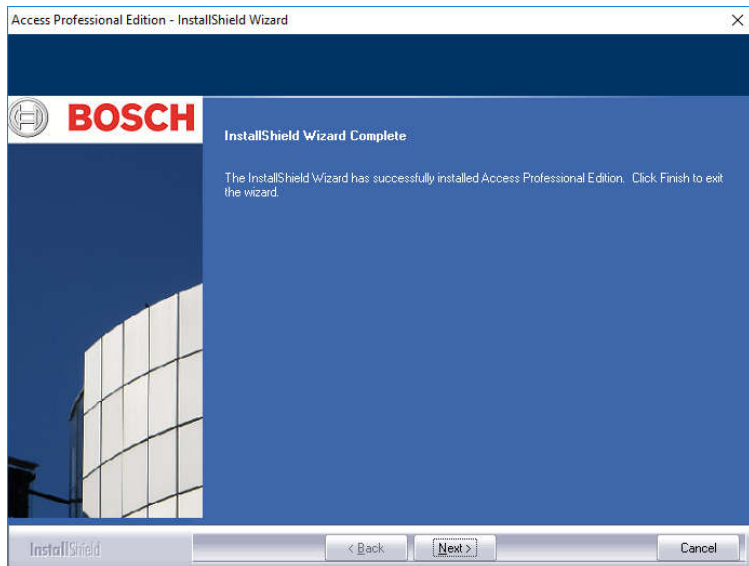 Access Professional Edition - InstallShield Wizard
BOSCH
InstallShield Wizard Complete
The InstallShield Wizard has successfully installed Access Professional Edition. Click Finish to exit
the wizard.
InstallShield
< Back
Next >
Cancel